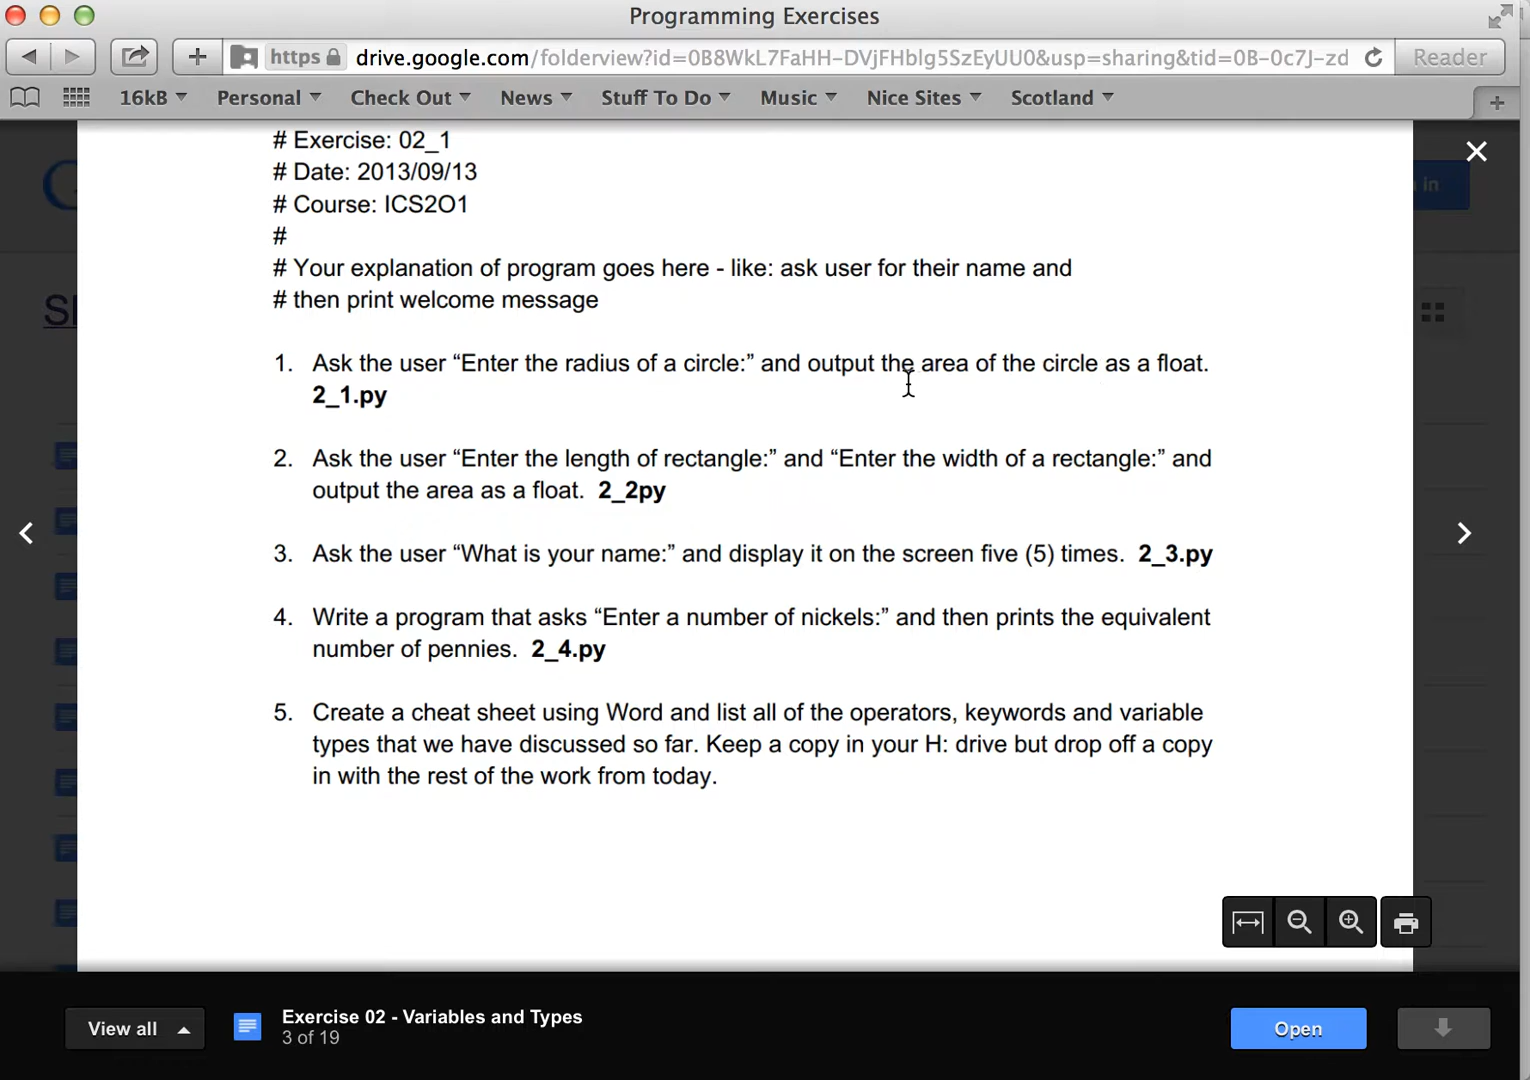 Programming Exercises
https drive.google.com/folderview?id=0B8WkL7FaHH-DVjFHblg5SzEyUU0&usp=sharing&tid=0B-0c7J-zd
Reader
16kB Personal Check Out News Stuff To Do Music Nice Sites Scotland
# Exercise: 02_1
# Date: 2013/09/13
in
# Course: ICS2O1
#
# Your explanation of program goes here - like: ask user for their name and
# then print welcome message
1. Ask the user “Enter the radius of a circle:” and output the area of the circle as a float.
2_1.py
2. Ask the user “Enter the length of rectangle:” and “Enter the width of a rectangle:” and
output the area as a float. 2_2py
3. Ask the user “What is your name:” and display it on the screen five (5) times. 2_3.py
4. Write a program that asks “Enter a number of nickels:” and then prints the equivalent
number of pennies. 2_4.py
5. Create a cheat sheet using Word and list all of the operators, keywords and variable
types that we have discussed so far. Keep a copy in your H: drive but drop off a copy
in with the rest of the work from today.
View all
Exercise 02 - Variables and Types
3 of 19
Open